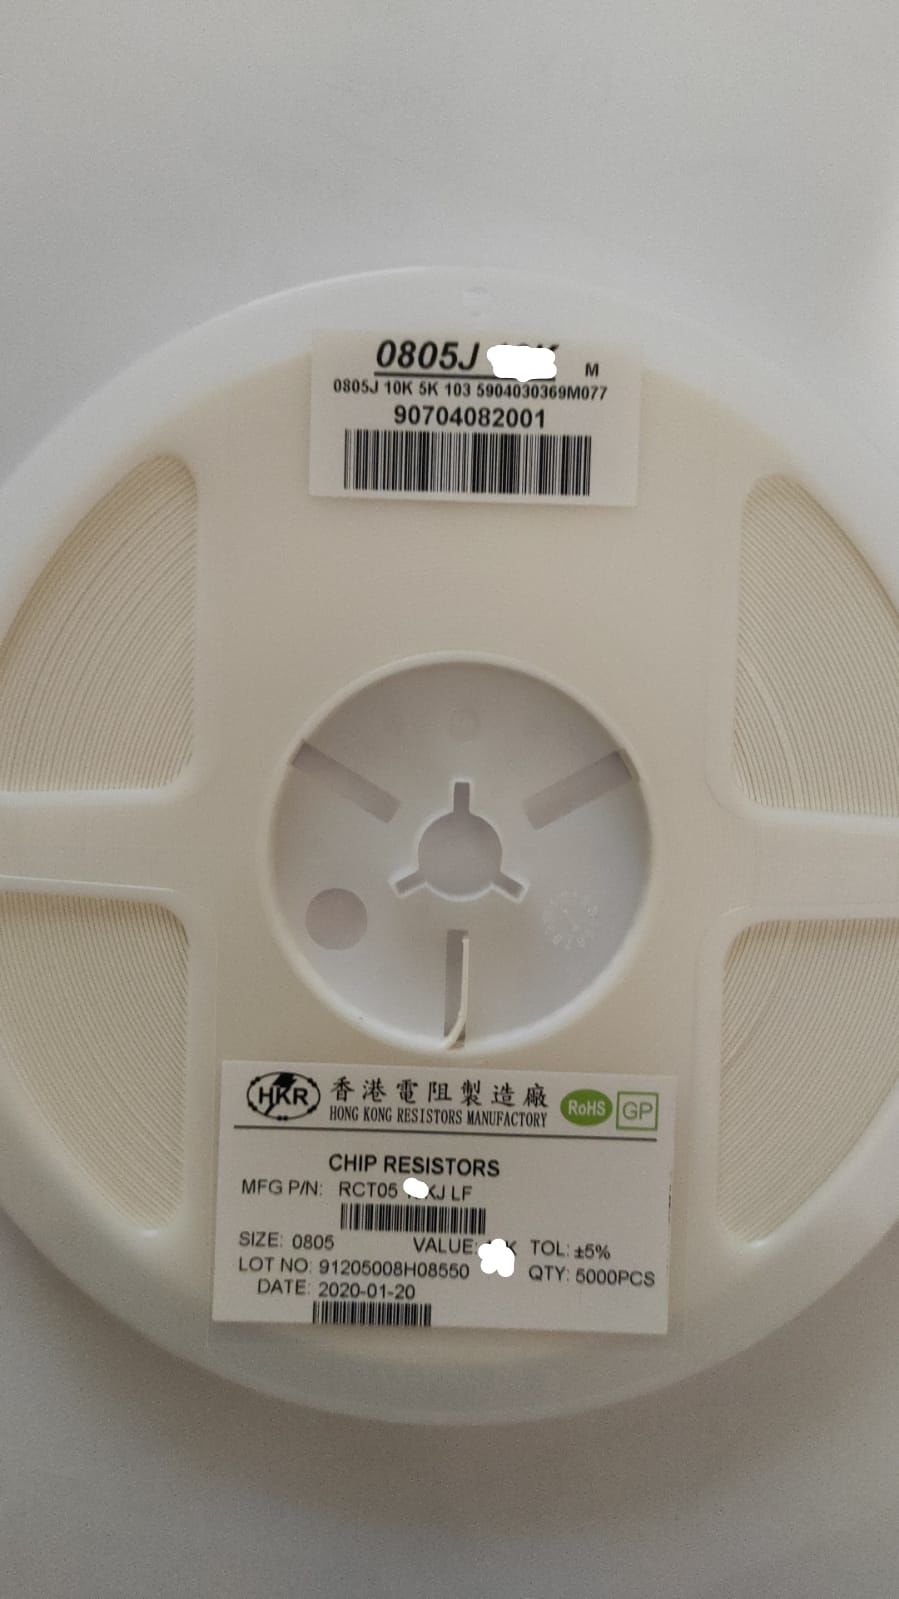 0805J
M
0805J 10K 5K 103 5904030369M077
90704082001
HKR 香港電阻製造廠 RoHS GP
HONG KONG RESISTORS MANUFACTORY
CHIP RESISTORS
MFG P/N: RCT05 KJ LF
SIZE: 0805 VALUE: K TOL: ±5%
LOT NO: 91205008H08550 QTY: 5000PCS
DATE: 2020-01-20